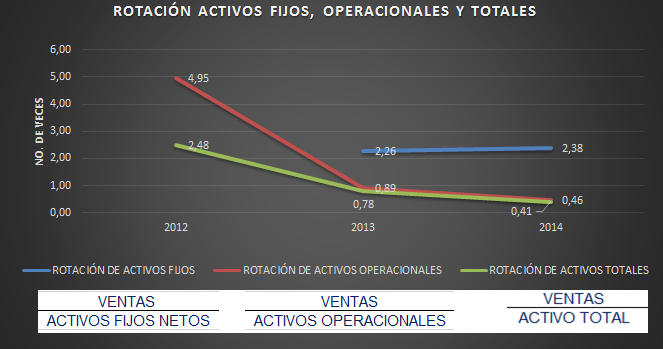 ROTACIÓN ACTIVOS FIJOS, OPERACIONALES Y TOTALES
6,00
5,00
4,00
3,00
2,00
1,00
0,00
NO. DE VECES
4,95
2,48
2,26
0,89
0,78
2,38
0,46
0,41
2012 2013 2014
ROTACIÓN DE ACTIVOS FIJOS ROTACIÓN DE ACTIVOS OPERACIONALES ROTACIÓN DE ACTIVOS TOTALES
VENTAS
ACTIVOS FIJOS NETOS
VENTAS
ACTIVOS OPERACIONALES
VENTAS
ACTIVO TOTAL